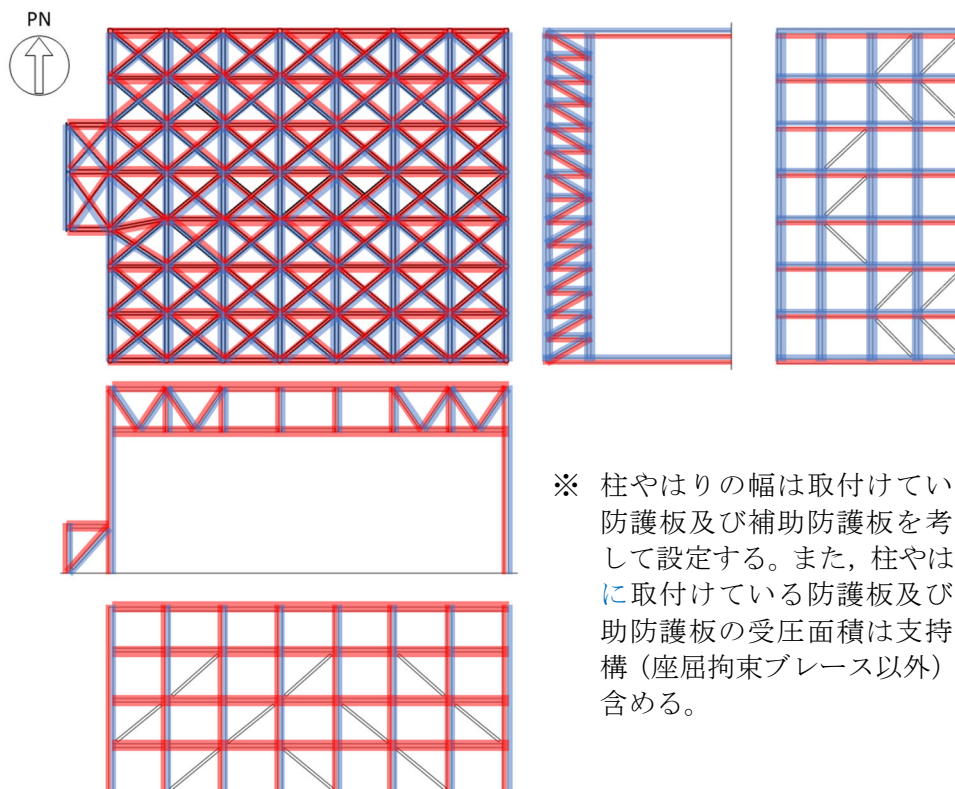 PN
※ 柱やはりの幅は取付けてい
防護板及び補助防護板を考
して設定する。また，柱やは
に取付けている防護板及び
助防護板の受圧面積は支持
構（座屈拘束ブレース以外）
含める。